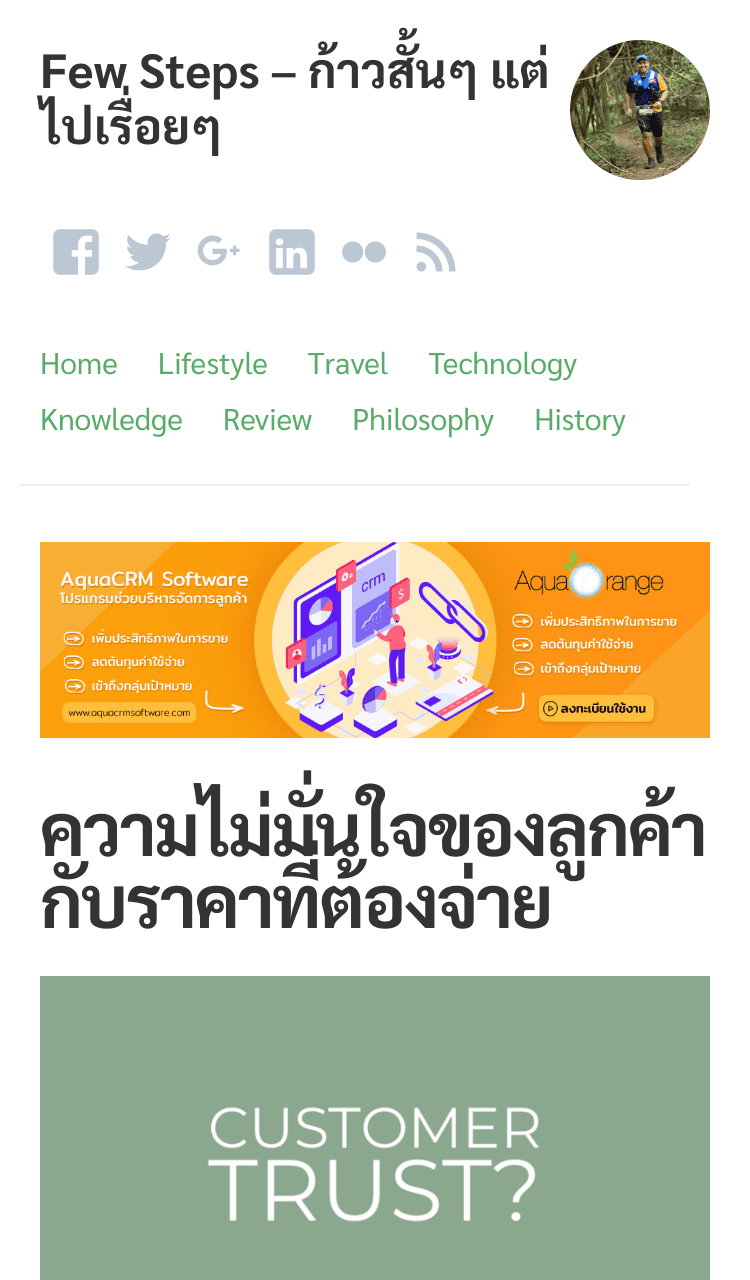 Few Steps – ก้าวสั้นๆ แต่
ไปเรื่อยๆ
Home Lifestyle Travel Technology
Knowledge Review Philosophy History
AquaCRM Software
โปรแกรมช่วยบริหารจัดการลูกค้า
เพิ่มประสิทธิภาพในการขาย
ลดต้นทุนค่าใช้จ่าย
เข้าถึงกลุ่มเป้าหมาย
www.aquacrmsoftware.com
crm
AquaOrange
เพิ่มประสิทธิภาพในการขาย
ลดต้นทุนค่าใช้จ่าย
เข้าถึงกลุ่มเป้าหมาย
ลงทะเบียนใช้งาน
ความไม่มั่นใจของลูกค้า
กับราคาที่ต้องจ่าย
CUSTOMER
TRUST?